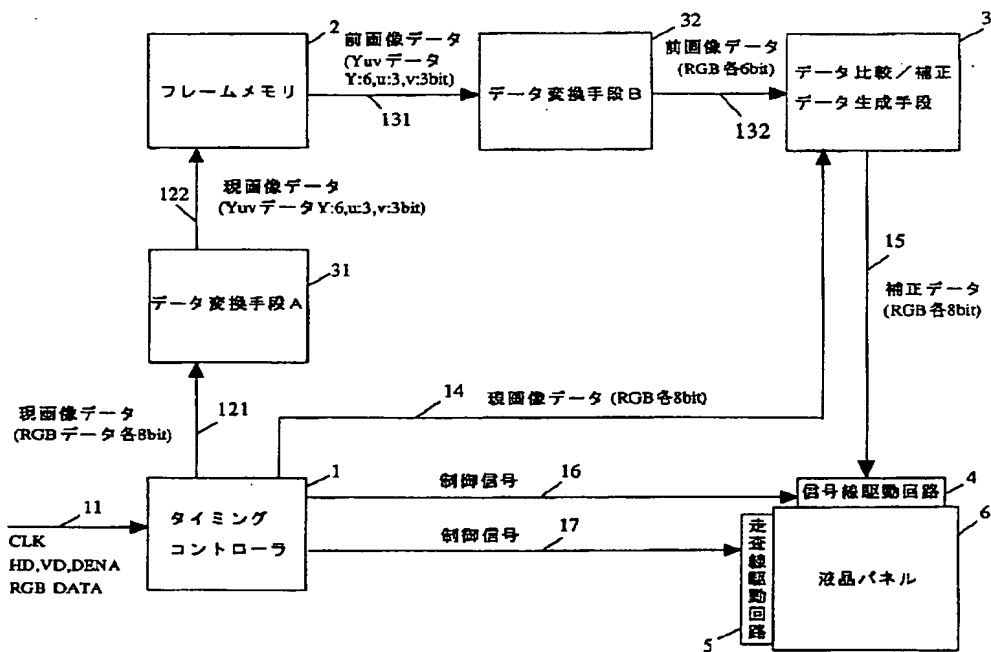 2
32
3
フレームメモリ
前画像データ
(Yuvデータ
Y:6,u:3,v:3bit)
131
データ変換手段B
前画像データ
(RGB各6bit)
132
データ比較/補正
データ生成手段
122
現画像データ
(YuvデータY:6,u:3,v:3bit)
31
データ変換手段A
15
補正データ
(RGB各8bit)
現画像データ
(RGBデータ各8bit)
121
14
現画像データ(RGB各8bit)
1
タイミング
コントローラ
11
CLK
HD,VD,DENA
RGB DATA
制御信号
16
制御信号
17
信号線駆動回路
4
走査線駆動回路
5
液晶パネル
6